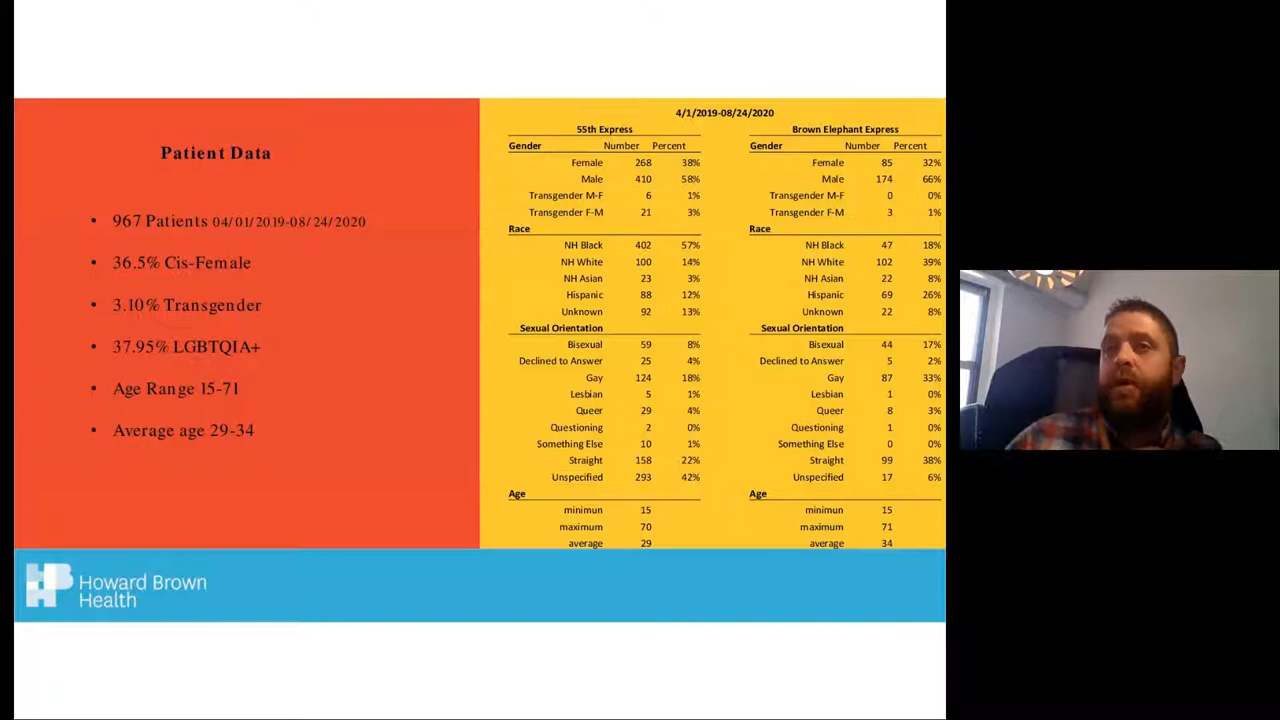 Patient Data
• 967 Patients 04/01/2019-08/24/2020
• 36.5% Cis-Female
• 3.10% Transgender
• 37.95% LGBTQIA+
• Age Range 15-71
• Average age 29-34
4/1/2019-08/24/2020
55th Express
Gender Number Percent
Female 268 38%
Male 410 58%
Transgender M-F 6 1%
Transgender F-M 21 3%
Race
NH Black 402 57%
NH White 100 14%
NH Asian 23 3%
Hispanic 88 12%
Unknown 92 13%
Sexual Orientation
Bisexual 59 8%
Declined to Answer 25 4%
Gay 124 18%
Lesbian 5 1%
Queer 29 4%
Questioning 2 0%
Something Else 10 1%
Straight 158 22%
Unspecified 293 42%
Age
minimun 15
maximum 70
average 29
Brown Elephant Express
Gender Number Percent
Female 85 32%
Male 174 66%
Transgender M-F 0 0%
Transgender F-M 3 1%
Race
NH Black 47 18%
NH White 102 39%
NH Asian 22 8%
Hispanic 69 26%
Unknown 22 8%
Sexual Orientation
Bisexual 44 17%
Declined to Answer 5 2%
Gay 87 33%
Lesbian 1 0%
Queer 8 3%
Questioning 1 0%
Something Else 0 0%
Straight 99 38%
Unspecified 17 6%
Age
minimun 15
maximum 71
average 34
HB
H
Howard Brown
Health